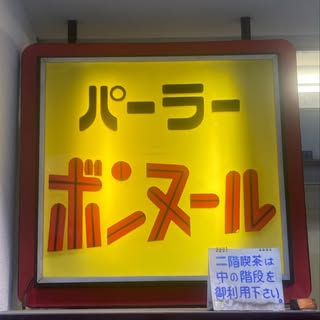 パーラー
ボンヌール
二階喫茶は
中の階段を
御利用下さい。